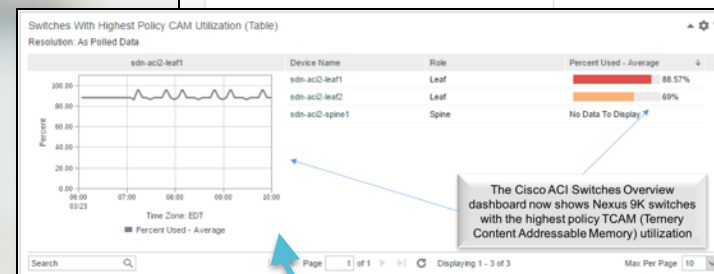 Switches With Highest Policy CAM Utilization (Table)
Resolution: As Polled Data
sdn-aci2-leaf1
Device Name
Role
Percent Used - Average
sdn-aci2-leaf1
Leaf
88.57%
sdn-aci2-leaf2
Leaf
69%
sdn-aci2-spine1
Spine
No Data To Display
100.00
80.00
60.00
40.00
20.00
0.00
Percent
06:00
07:00
08:00
09:00
10:00
03/23
Time Zone: EDT
Percent Used - Average
The Cisco ACI Switches Overview
dashboard now shows Nexus 9K switches
with the highest policy TCAM (Ternery
Content Addressable Memory) utilization
Search
Page 1 of 1
Displaying 1 - 3 of 3
Max Per Page 10